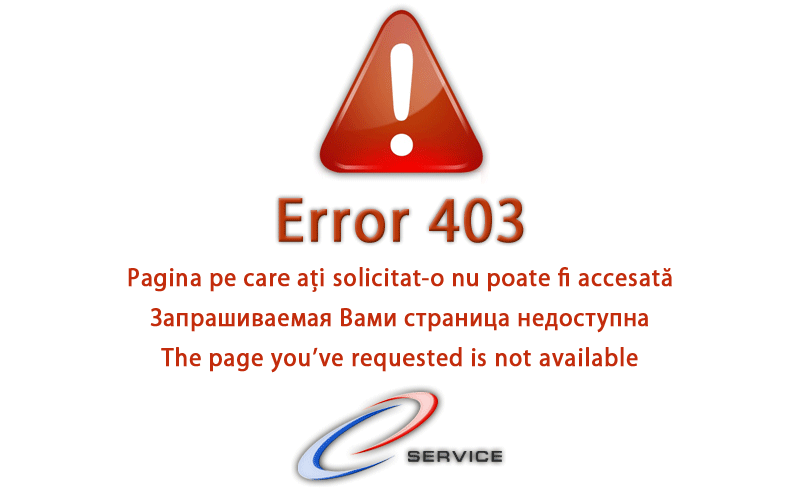 Error 403
Pagina pe care ați solicitat-o nu poate fi accesată
Запрашиваемая Вами страница недоступна
The page you’ve requested is not available
SERVICE